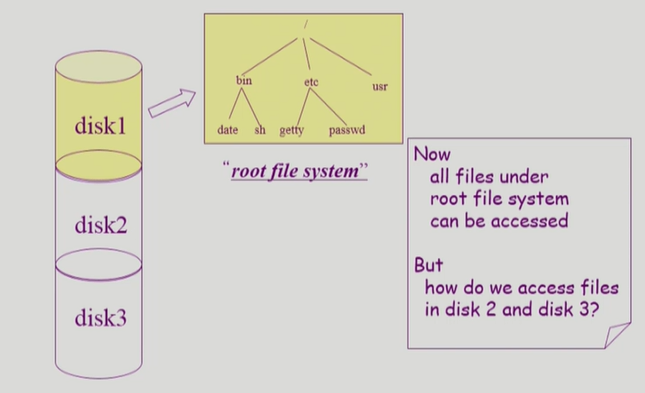 /
bin
etc
usr
date
sh
getty
passwd
"root file system"
disk1
disk2
disk3
Now
all files under
root file system
can be accessed
But
how do we access files
in disk 2 and disk 3?